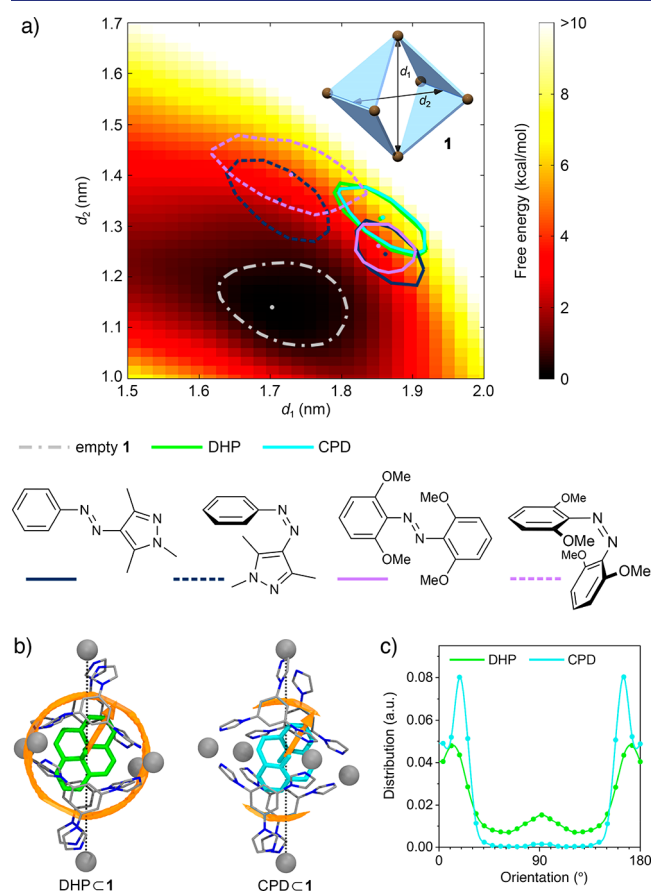 a)
1.7
1.6
1.5
1.4
1.3
1.2
1.1
1.0
d₂ (nm)
1.5 1.6 1.7 1.8 1.9 2.0
d₁ (nm)
d₁
d₂
1
>10
8
6
4
2
0
Free energy (kcal/mol)
empty 1 DHP CPD
N N N N
N N N N
OMe MeO N N OMe MeO
OMe N N OMe MeO OMe
b)
DHP⊂1 CPD⊂1
c)
DHP CPD
0.08
0.06
0.04
0.02
0.00
Distribution (a.u.)
0 90 180
Orientation (°)